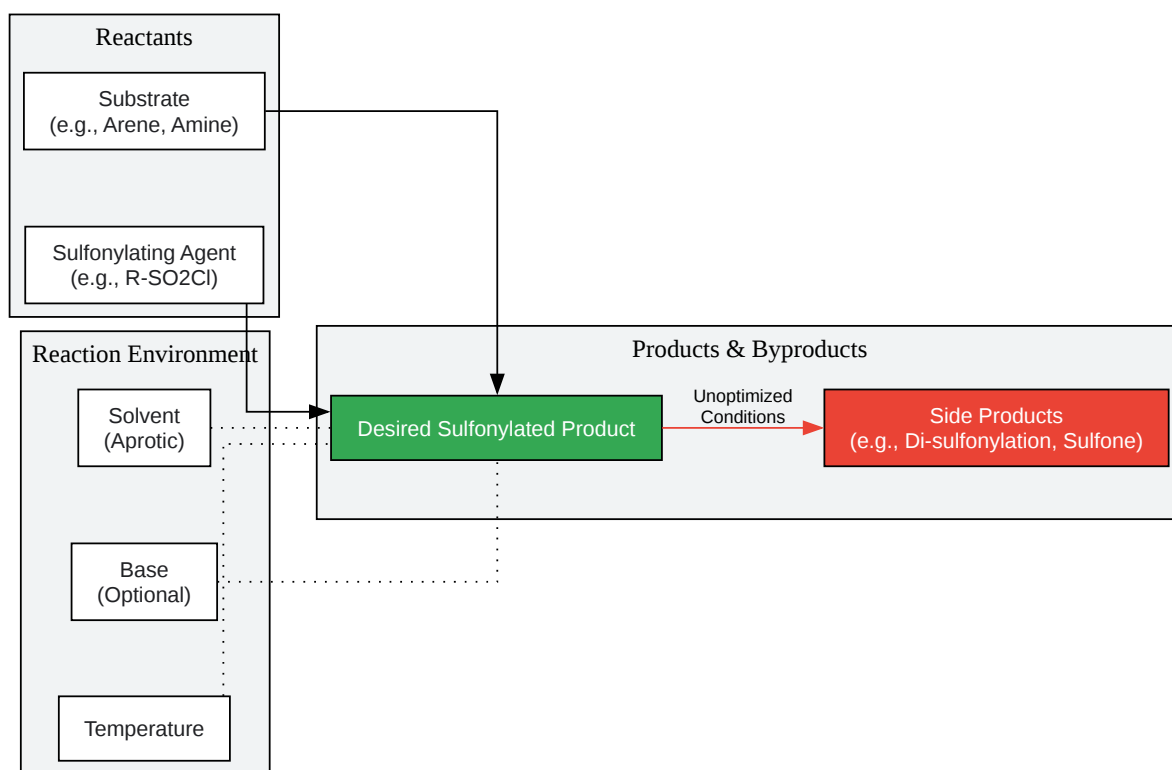 Reactants
Substrate
(e.g., Arene, Amine)
Sulfonylating Agent
(e.g., R-SO2Cl)
Reaction Environment
Solvent
(Aprotic)
Base
(Optional)
Temperature
Products & Byproducts
Desired Sulfonylated Product
Unoptimized
Conditions
Side Products
(e.g., Di-sulfonylation, Sulfone)